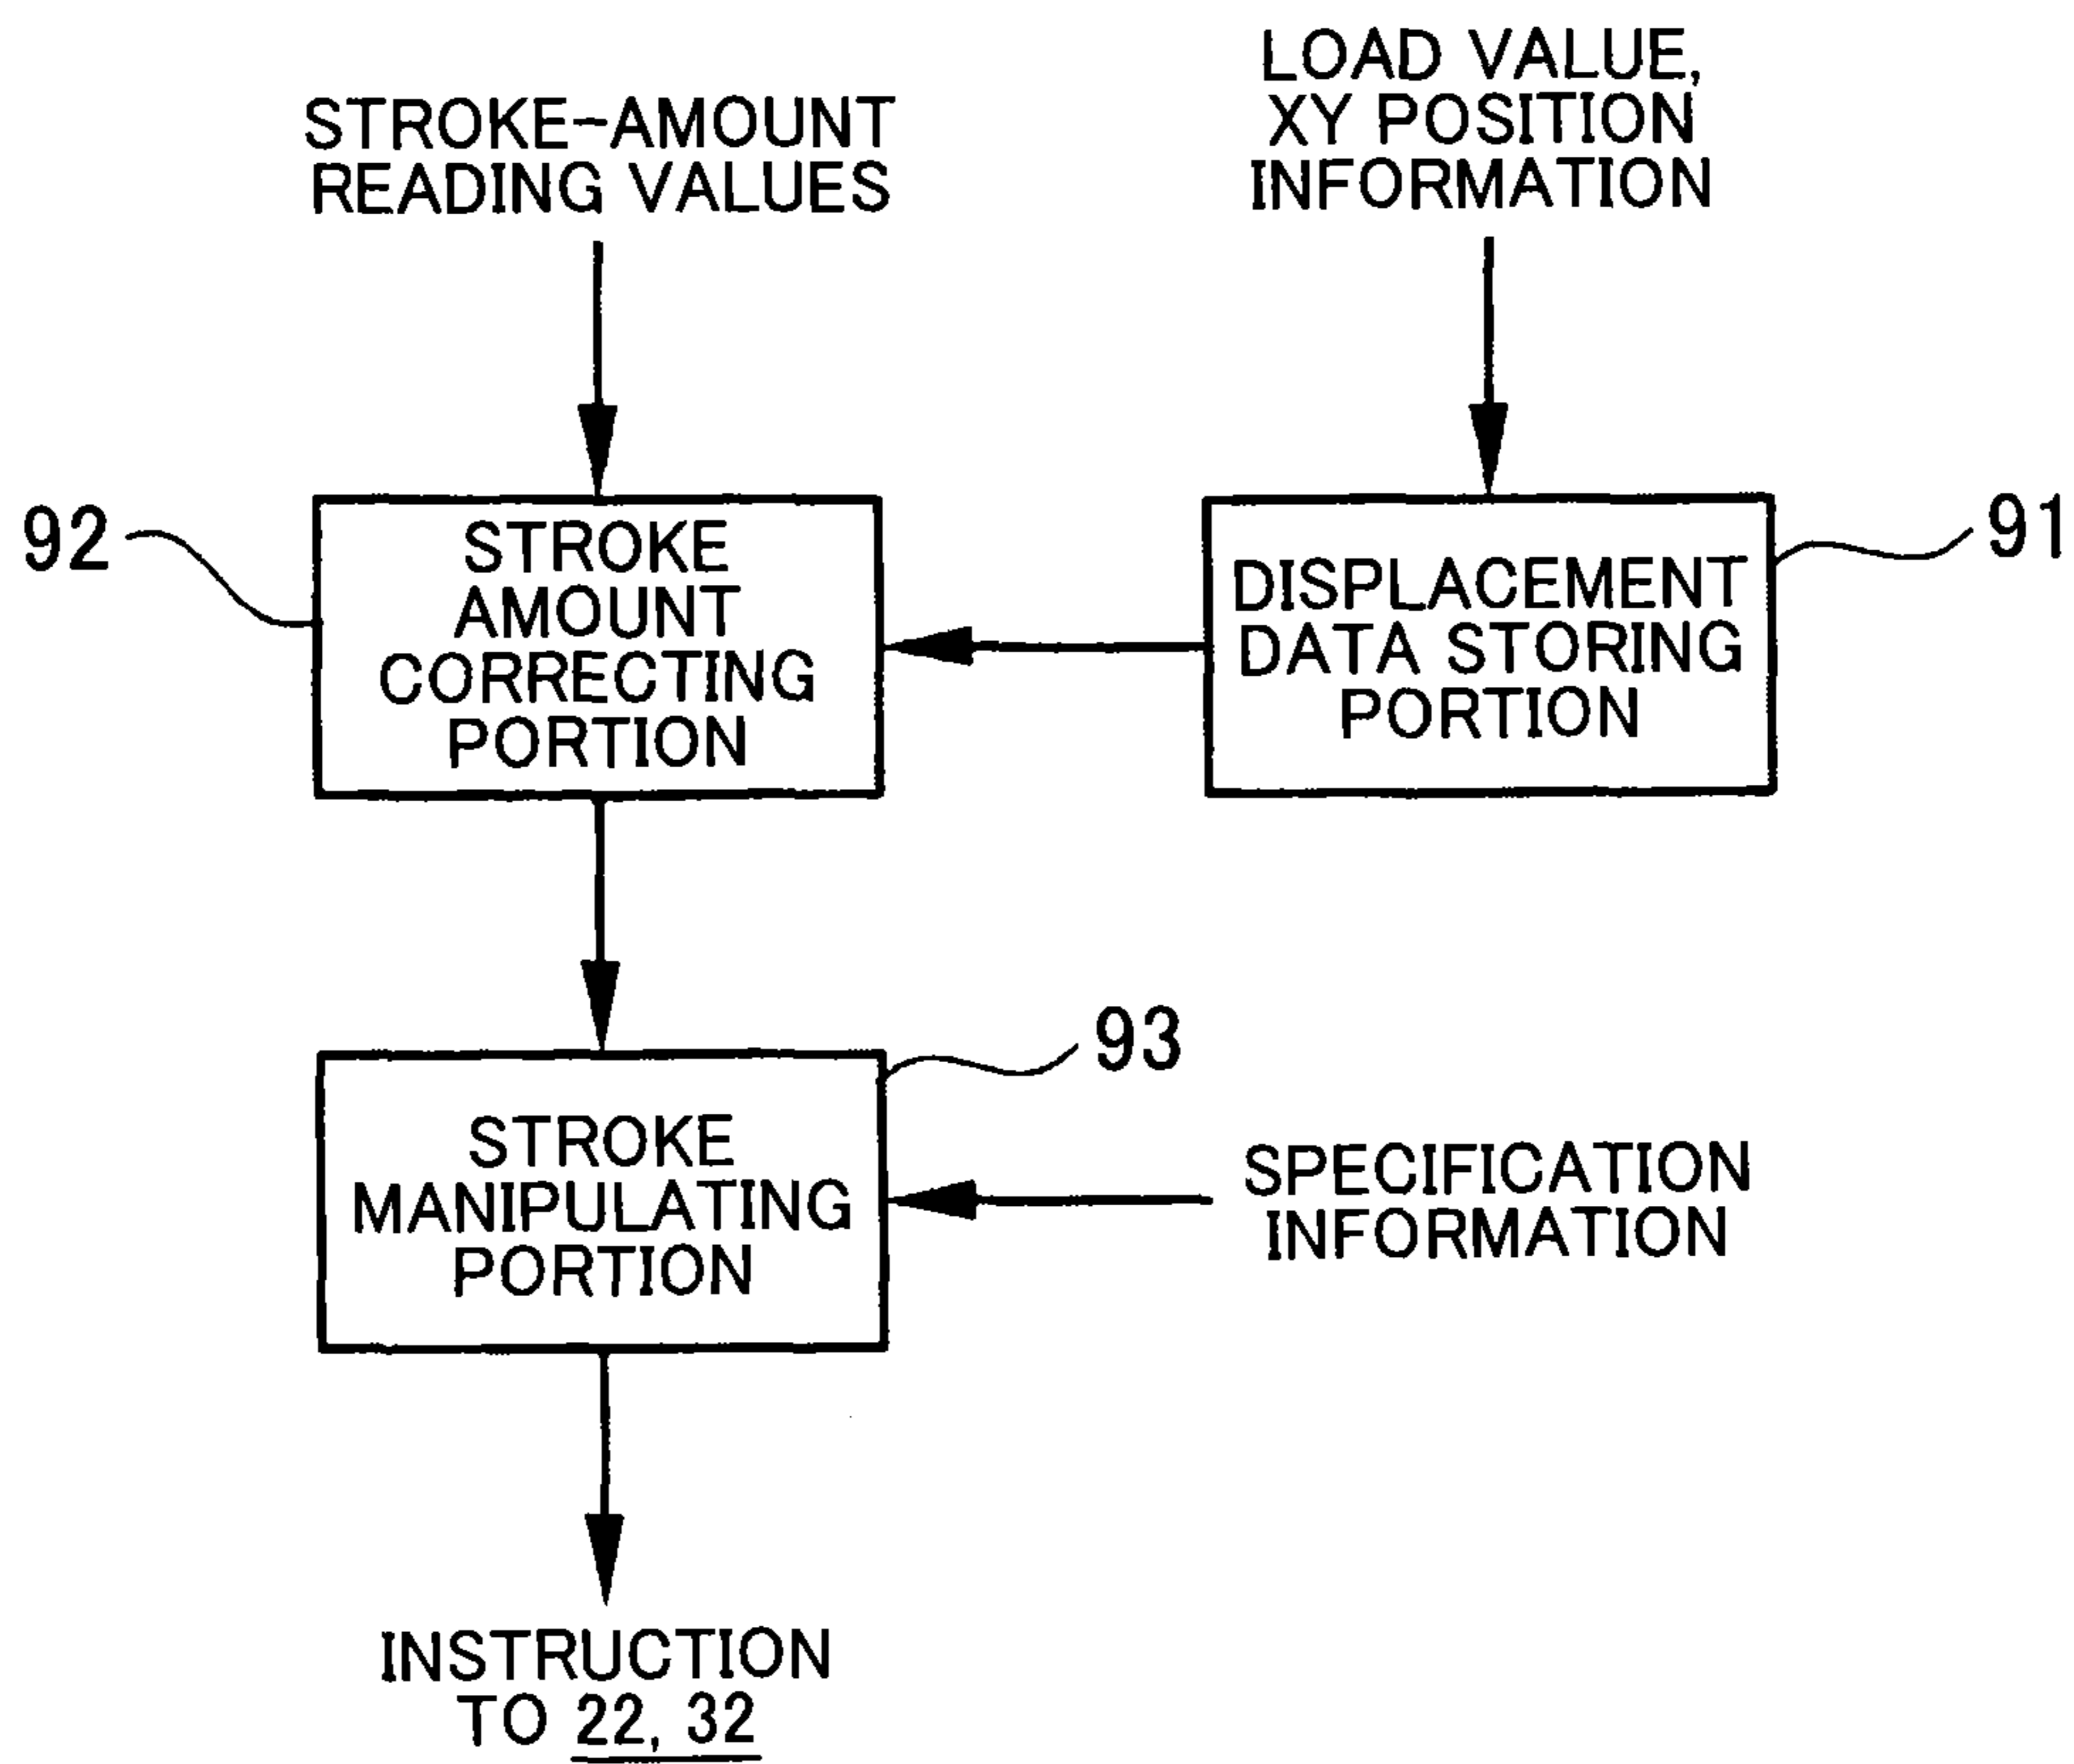 STROKE-AMOUNT
READING VALUES
LOAD VALUE,
XY POSITION
INFORMATION
92
STROKE
AMOUNT
CORRECTING
PORTION
DISPLACEMENT
DATA STORING
PORTION
91
93
STROKE
MANIPULATING
PORTION
SPECIFICATION
INFORMATION
INSTRUCTION
TO 22, 32